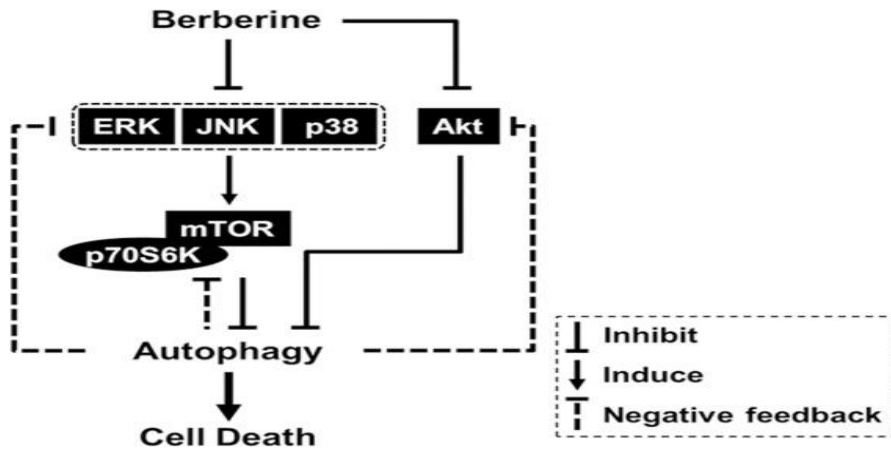 Berberine
ERK JNK p38 Akt
mTOR
p70S6K
Autophagy
Cell Death
Inhibit
Induce
Negative feedback